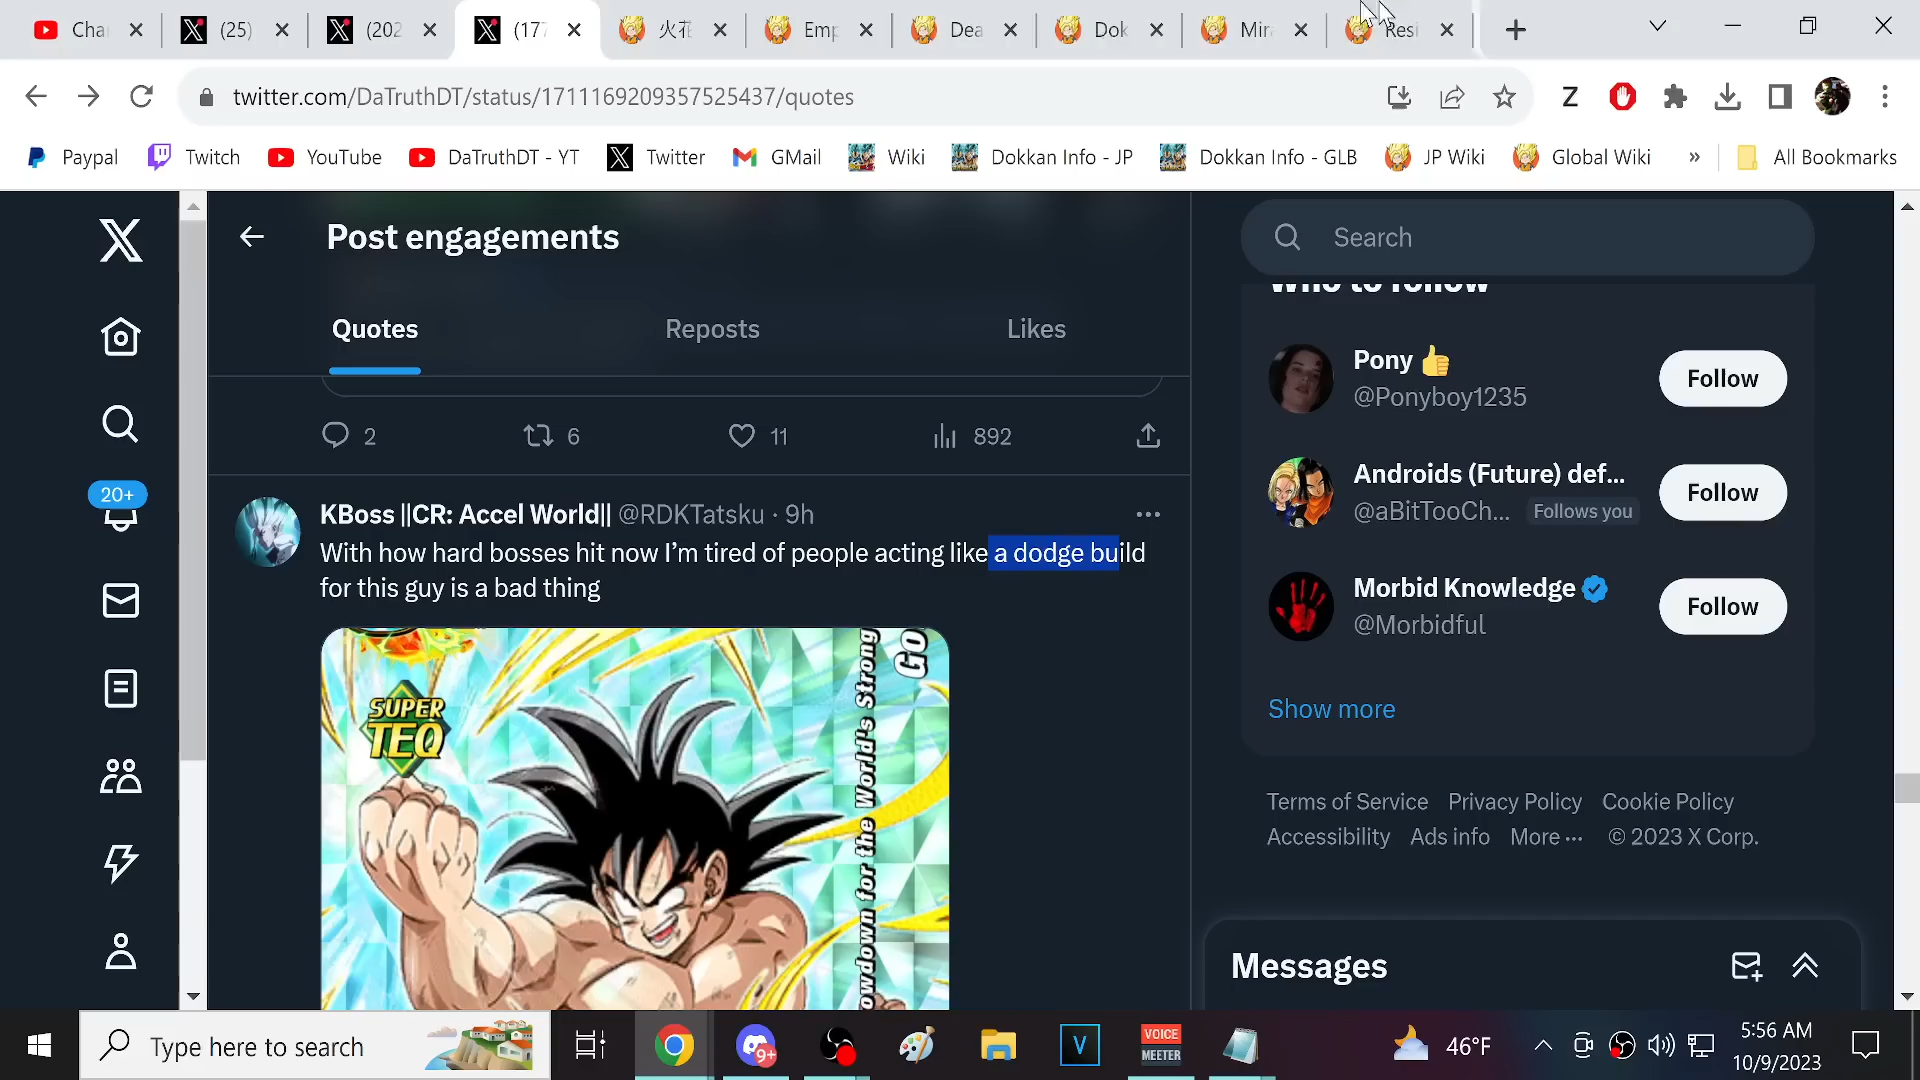 Cha
(25)
(202
(177
火花
Emp
Dea
Dok
Mir
Resi
twitter.com/DaTruthDT/status/1711169209357525437/quotes
Z
Paypal
Twitch
YouTube
DaTruthDT - YT
Twitter
GMail
Wiki
Dokkan Info - JP
Dokkan Info - GLB
JP Wiki
Global Wiki
»
All Bookmarks
Post engagements
Search
Quotes
Reposts
Likes
Who to follow
Pony 👍
@Ponyboy1235
Follow
2
6
11
892
Androids (Future) def...
@aBitTooCh...
Follows you
Follow
20+
KBoss ||CR: Accel World|| @RDKTatsku · 9h
With how hard bosses hit now I’m tired of people acting like a dodge build
for this guy is a bad thing
Morbid Knowledge
@Morbidful
Follow
SUPER
TEQ
owdown for the World's Strong
Go
Show more
Terms of Service
Privacy Policy
Cookie Policy
Accessibility
Ads info
More ···
© 2023 X Corp.
Messages
Type here to search
9+
V
VOICE
MEETER
46°F
5:56 AM
10/9/2023